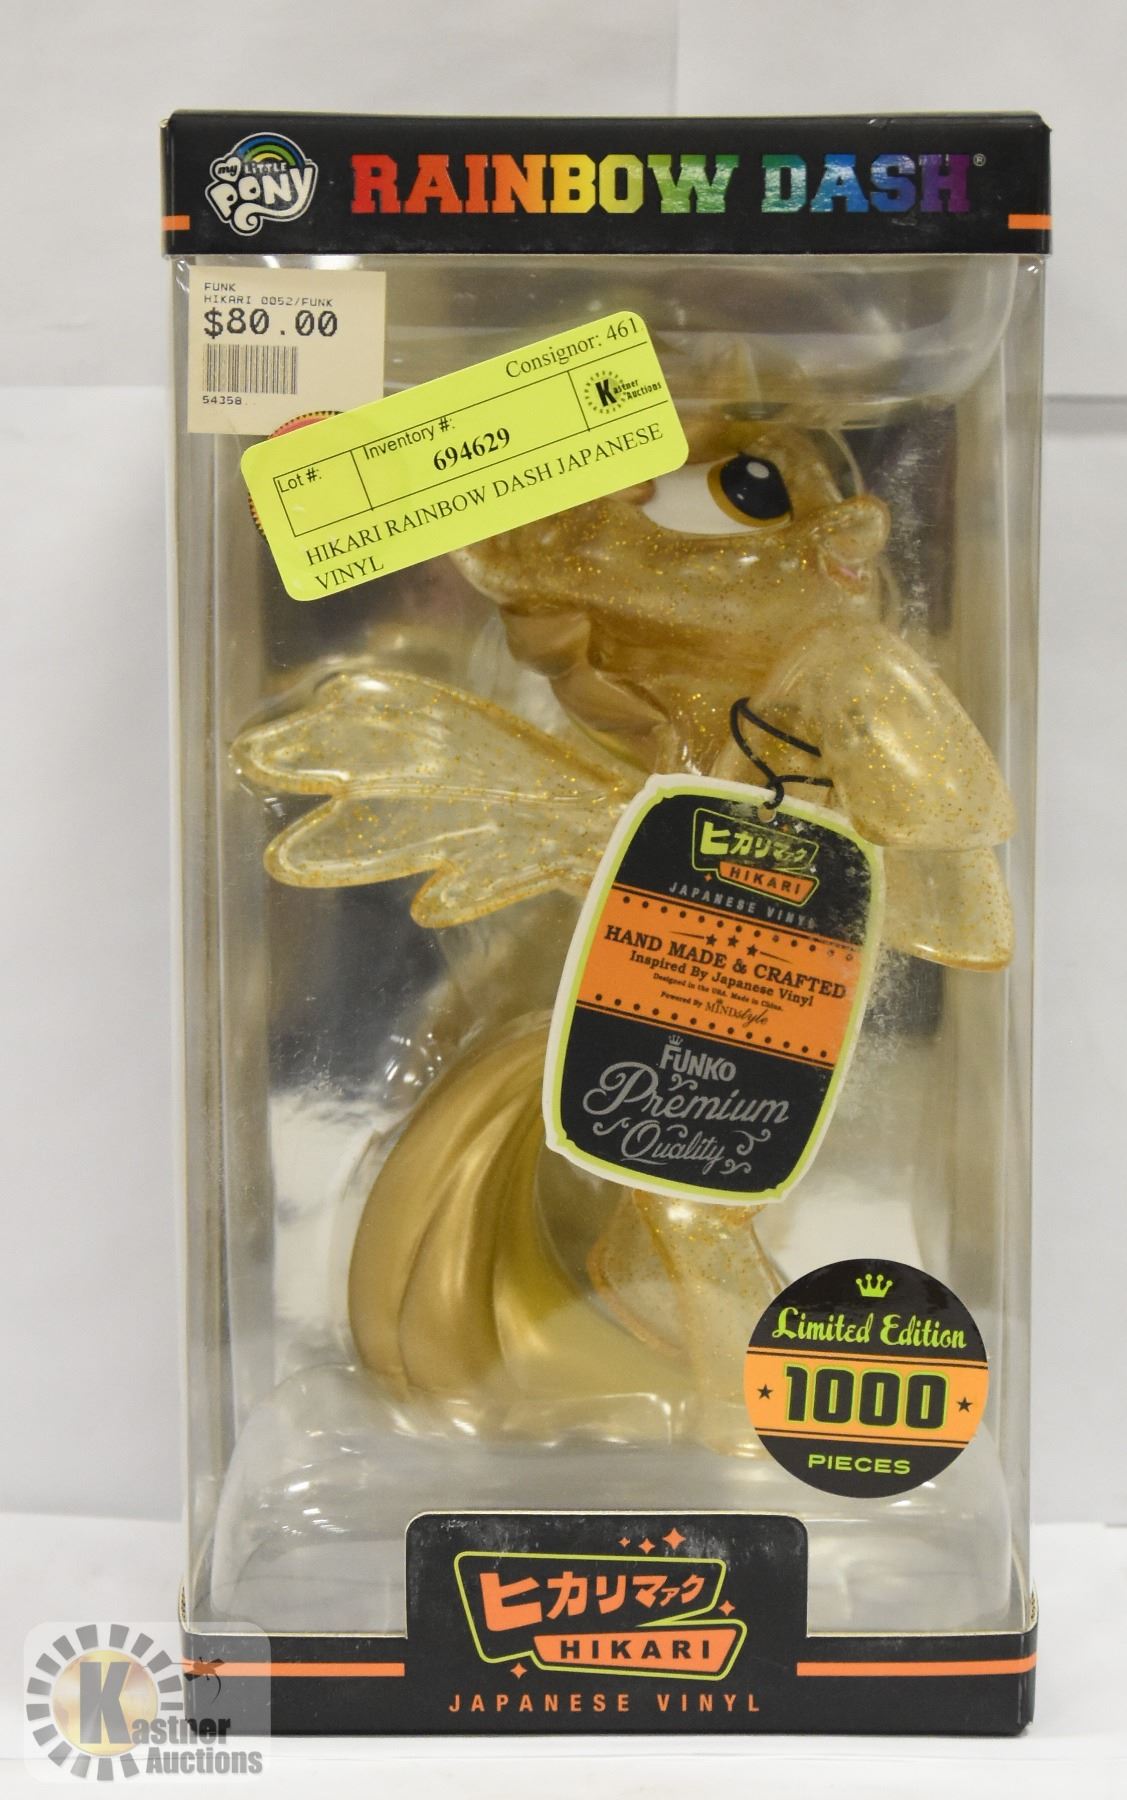 my LITTLE PONY
RAINBOW DASH®
FUNK
HIKARI 0052/FUNK
$80.00
54358
Consignor: 461
Kastner Auctions
Lot #:
Inventory #:
694629
HIKARI RAINBOW DASH JAPANESE
VINYL
ヒカリマァク
HIKARI
JAPANESE VINYL
HAND MADE & CRAFTED
Inspired By Japanese Vinyl
Designed in the USA. Made in China.
Powered By MINDstyle
FUNKO
Premium
Quality
Limited Edition
1000
PIECES
ヒカリマァク
HIKARI
JAPANESE VINYL
Kastner
Auctions